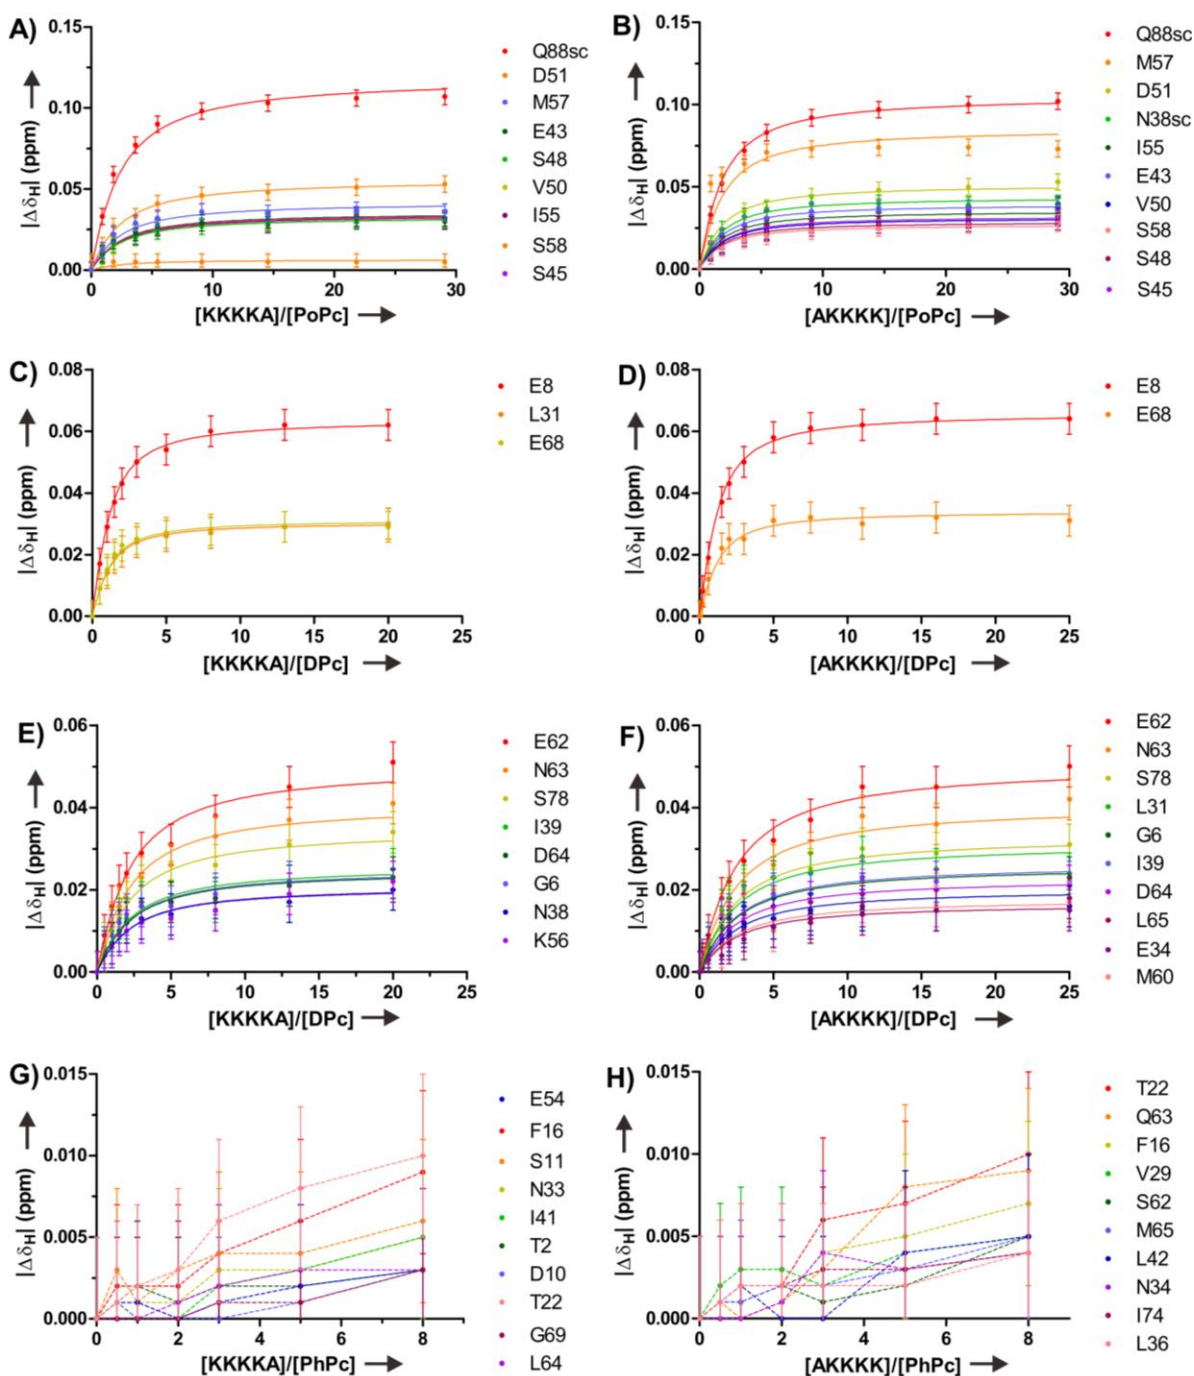 A)
|ΔδH| (ppm)
0.15
0.10
0.05
0.00
0
10
20
30
[KKKKA]/[PoPc]
Q88sc
D51
M57
E43
S48
V50
I55
S58
S45
B)
|ΔδH| (ppm)
0.15
0.10
0.05
0.00
0
10
20
30
[AKKKK]/[PoPc]
Q88sc
M57
D51
N38sc
I55
E43
V50
S58
S48
S45
C)
|ΔδH| (ppm)
0.08
0.06
0.04
0.02
0.00
0
5
10
15
20
25
[KKKKA]/[DPc]
E8
L31
E68
D)
|ΔδH| (ppm)
0.08
0.06
0.04
0.02
0.00
0
5
10
15
20
25
[AKKKK]/[DPc]
E8
E68
E)
|ΔδH| (ppm)
0.06
0.04
0.02
0.00
0
5
10
15
20
25
[KKKKA]/[DPc]
E62
N63
S78
I39
D64
G6
N38
K56
F)
|ΔδH| (ppm)
0.06
0.04
0.02
0.00
0
5
10
15
20
25
[AKKKK]/[DPc]
E62
N63
S78
L31
G6
I39
D64
L65
E34
M60
G)
|ΔδH| (ppm)
0.015
0.010
0.005
0.000
0
2
4
6
8
[KKKKA]/[PhPc]
E54
F16
S11
N33
I41
T2
D10
T22
G69
L64
H)
|ΔδH| (ppm)
0.015
0.010
0.005
0.000
0
2
4
6
8
[AKKKK]/[PhPc]
T22
Q63
F16
V29
S62
M65
L42
N34
I74
L36